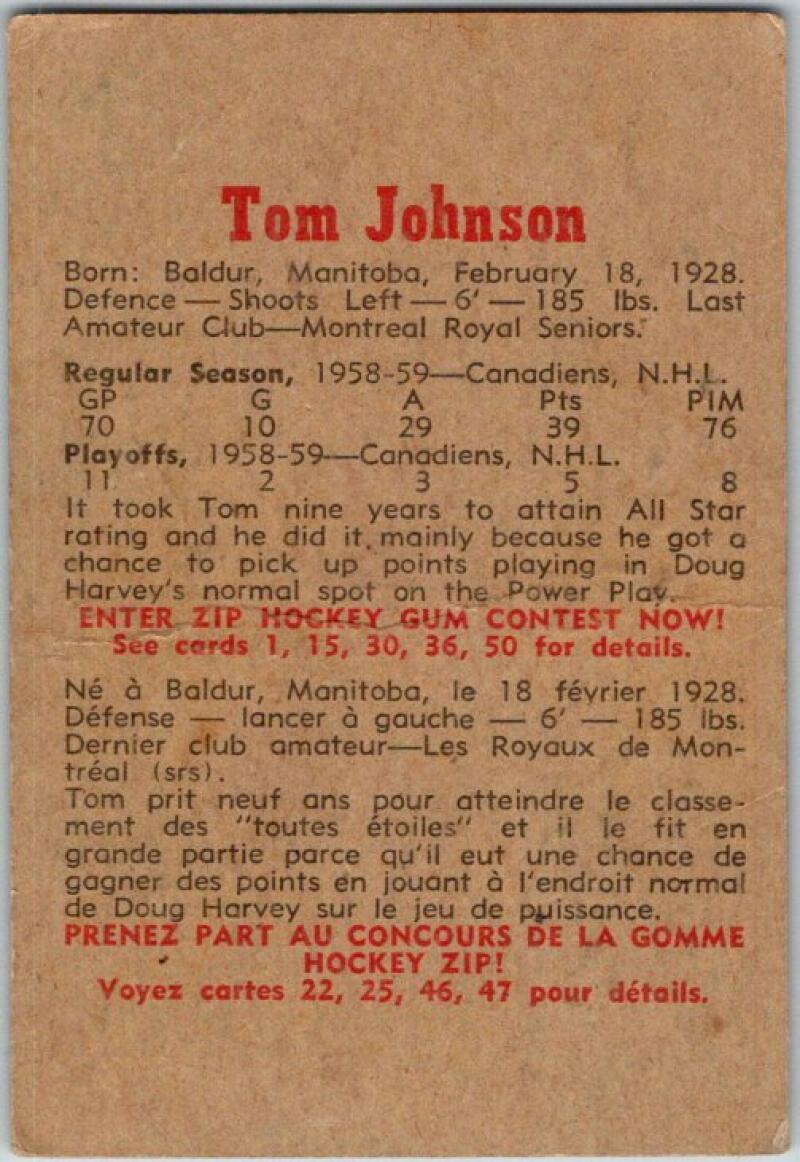 Tom Johnson
Born: Baldur, Manitoba, February 18, 1928.
Defence — Shoots Left — 6' — 185 lbs. Last
Amateur Club—Montreal Royal Seniors.
Regular Season, 1958-59—Canadiens, N.H.L.
GP G A Pts PIM
70 10 29 39 76
Playoffs, 1958-59—Canadiens, N.H.L.
11 2 3 5 8
It took Tom nine years to attain All Star
rating and he did it mainly because he got a
chance to pick up points playing in Doug
Harvey's normal spot on the Power Play.
ENTER ZIP HOCKEY GUM CONTEST NOW!
See cards 1, 15, 30, 36, 50 for details.
Né à Baldur, Manitoba, le 18 février 1928.
Défense — lancer à gauche — 6' — 185 lbs.
Dernier club amateur—Les Royaux de Mon-
tréal (srs).
Tom prit neuf ans pour atteindre le classe-
ment des "toutes étoiles" et il le fit en
grande partie parce qu'il eut une chance de
gagner des points en jouant à l'endroit normal
de Doug Harvey sur le jeu de puissance.
PRENEZ PART AU CONCOURS DE LA GOMME
HOCKEY ZIP!
Voyez cartes 22, 25, 46, 47 pour détails.